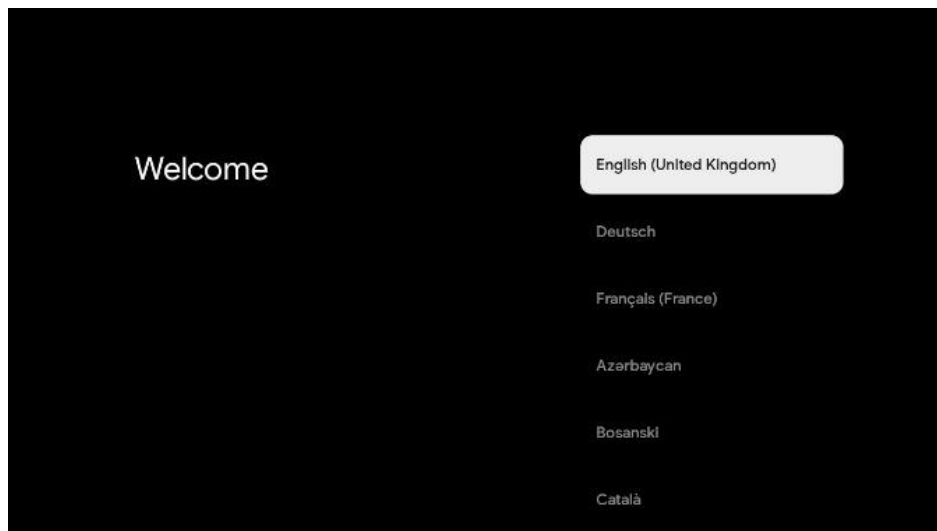 Welcome
English (United Kingdom)
Deutsch
Français (France)
Azərbaycan
Bosanski
Català